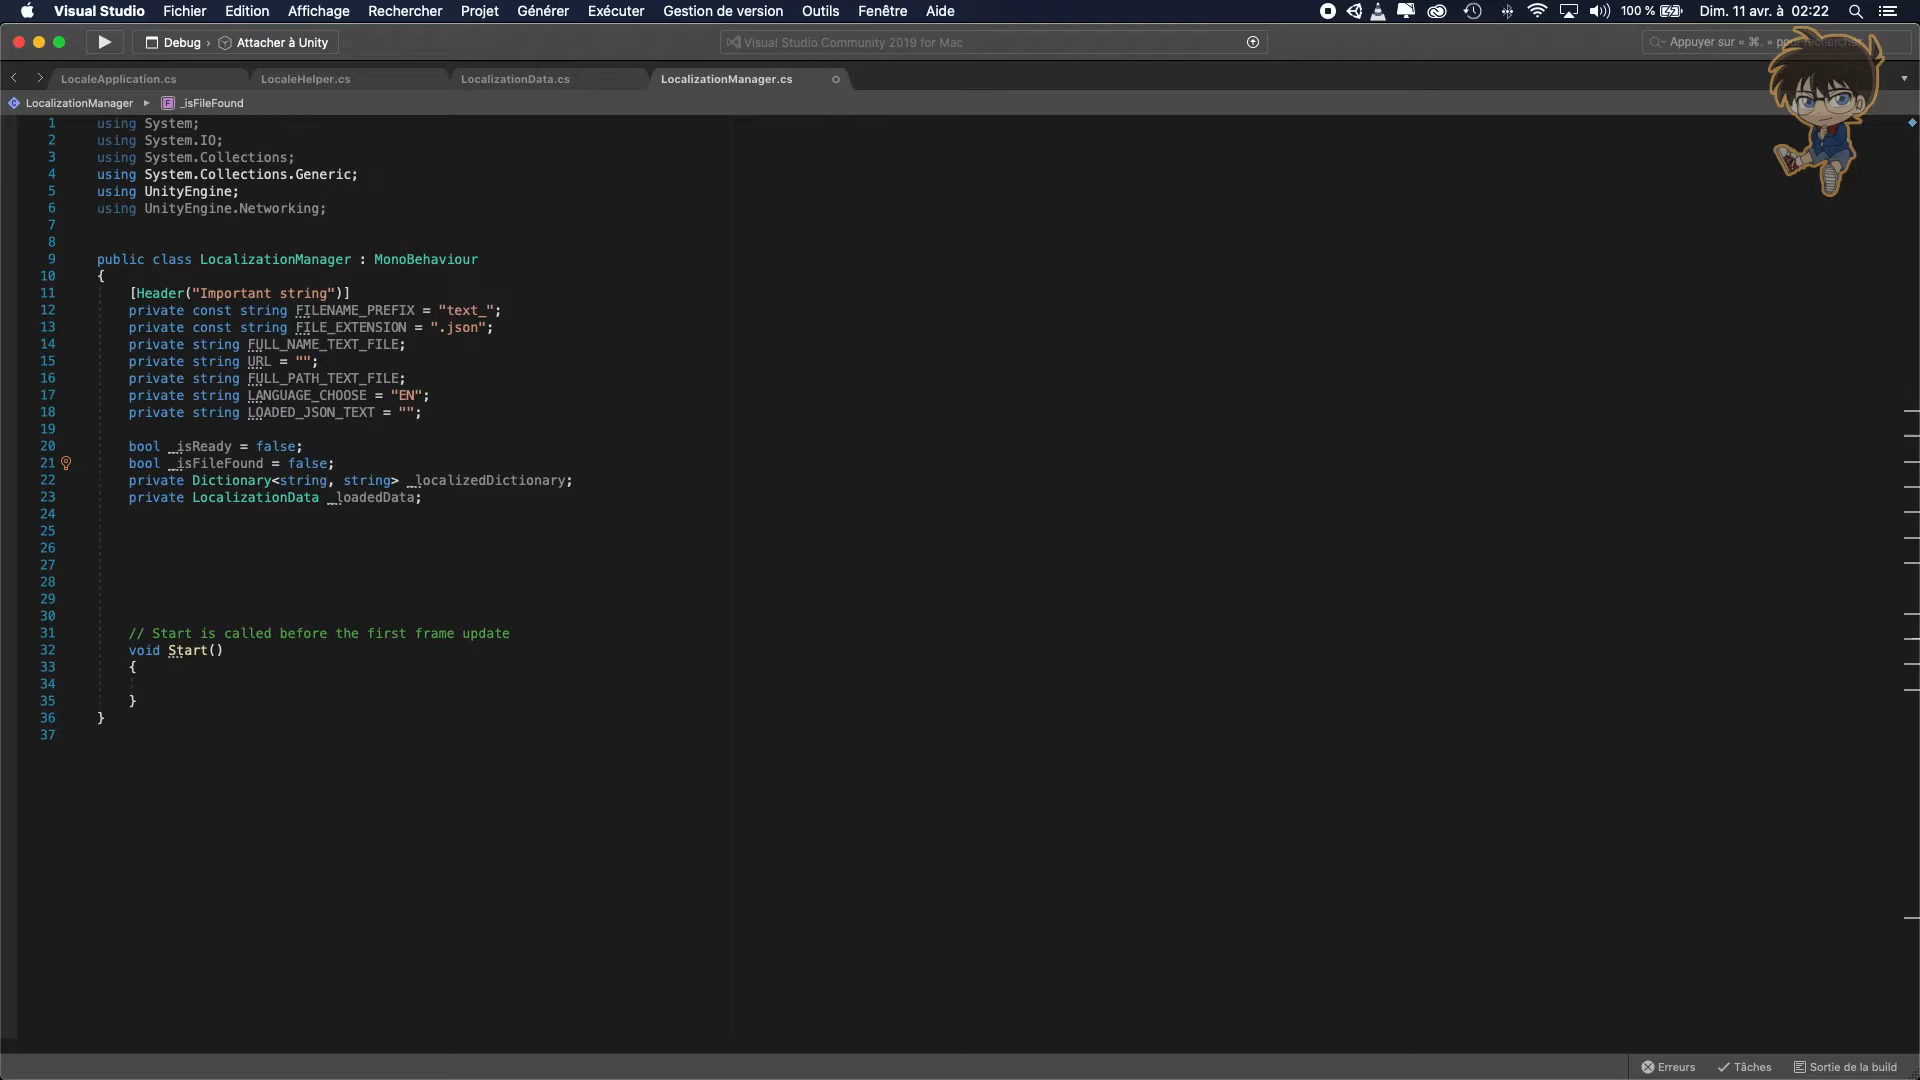 Visual Studio Fichier Edition Affichage Rechercher Projet Générer Exécuter Gestion de version Outils Fenêtre Aide 100 % Dim. 11 avr. à 02:22
Debug › Attacher à Unity Visual Studio Community 2019 for Mac Appuyer sur « ⌘. » pour rechercher
LocaleApplication.cs LocaleHelper.cs LocalizationData.cs LocalizationManager.cs
LocalizationManager _isFileFound
1 using System;
2 using System.IO;
3 using System.Collections;
4 using System.Collections.Generic;
5 using UnityEngine;
6 using UnityEngine.Networking;
7
8
9 public class LocalizationManager : MonoBehaviour
10 {
11 [Header("Important string")]
12 private const string FILENAME_PREFIX = "text_";
13 private const string FILE_EXTENSION = ".json";
14 private string FULL_NAME_TEXT_FILE;
15 private string URL = "";
16 private string FULL_PATH_TEXT_FILE;
17 private string LANGUAGE_CHOOSE = "EN";
18 private string LOADED_JSON_TEXT = "";
19
20 bool _isReady = false;
21 bool _isFileFound = false;
22 private Dictionary<string, string> _localizedDictionary;
23 private LocalizationData _loadedData;
24
25
26
27
28
29
30
31 // Start is called before the first frame update
32 void Start()
33 {
34
35 }
36 }
37
Erreurs Tâches Sortie de la build